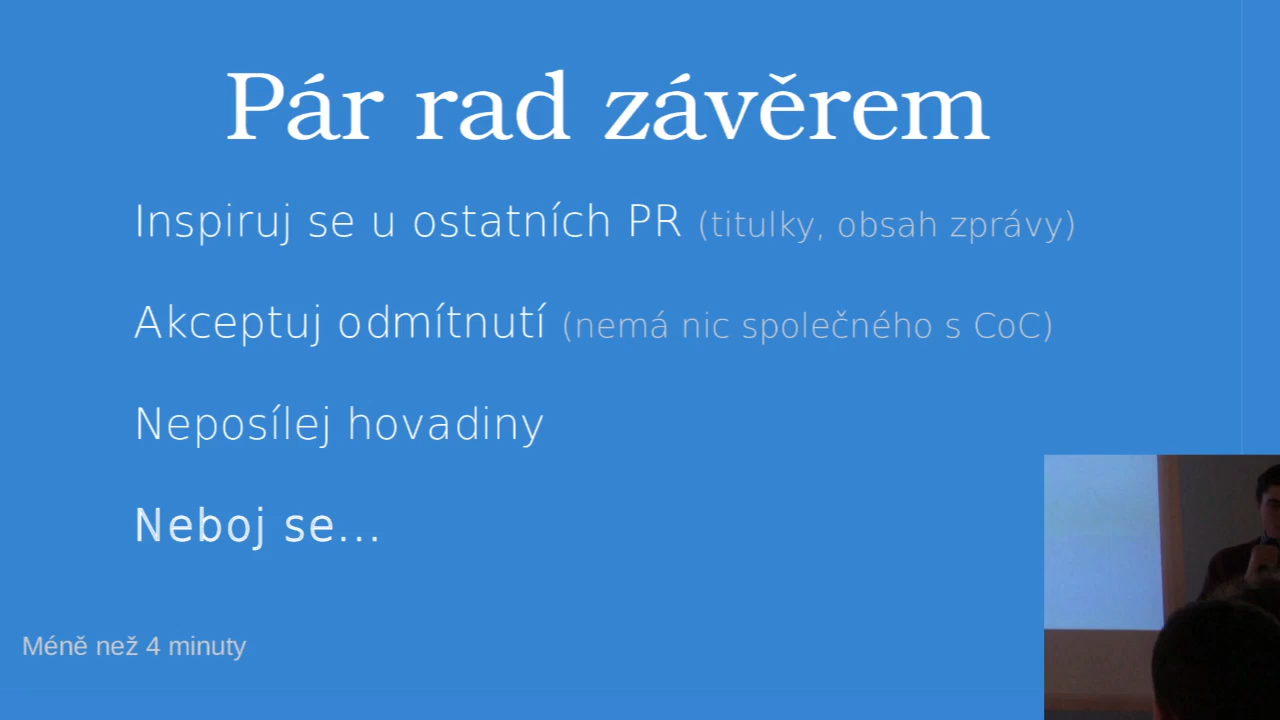 Pár rad závěrem
Inspiruj se u ostatních PR (titulky, obsah zprávy)
Akceptuj odmítnutí (nemá nic společného s CoC)
Neposílej hovadiny
Neboj se...
Méně než 4 minuty